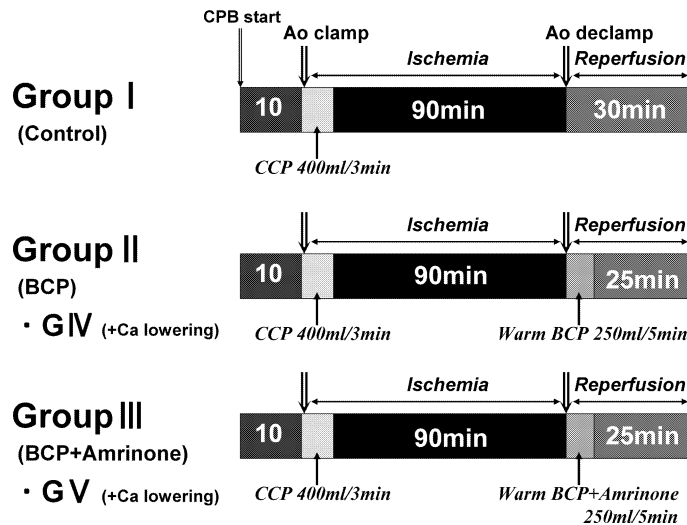 CPB start
Ao clamp
Ao declamp
Ischemia
Reperfusion
Group Ⅰ
(Control)
10
90min
30min
CCP 400ml/3min
Ischemia
Reperfusion
Group Ⅱ
(BCP)
・GⅣ (+Ca lowering)
10
90min
25min
CCP 400ml/3min
Warm BCP 250ml/5min
Ischemia
Reperfusion
Group Ⅲ
(BCP+Amrinone)
・GⅤ (+Ca lowering)
10
90min
25min
CCP 400ml/3min
Warm BCP+Amrinone
250ml/5min